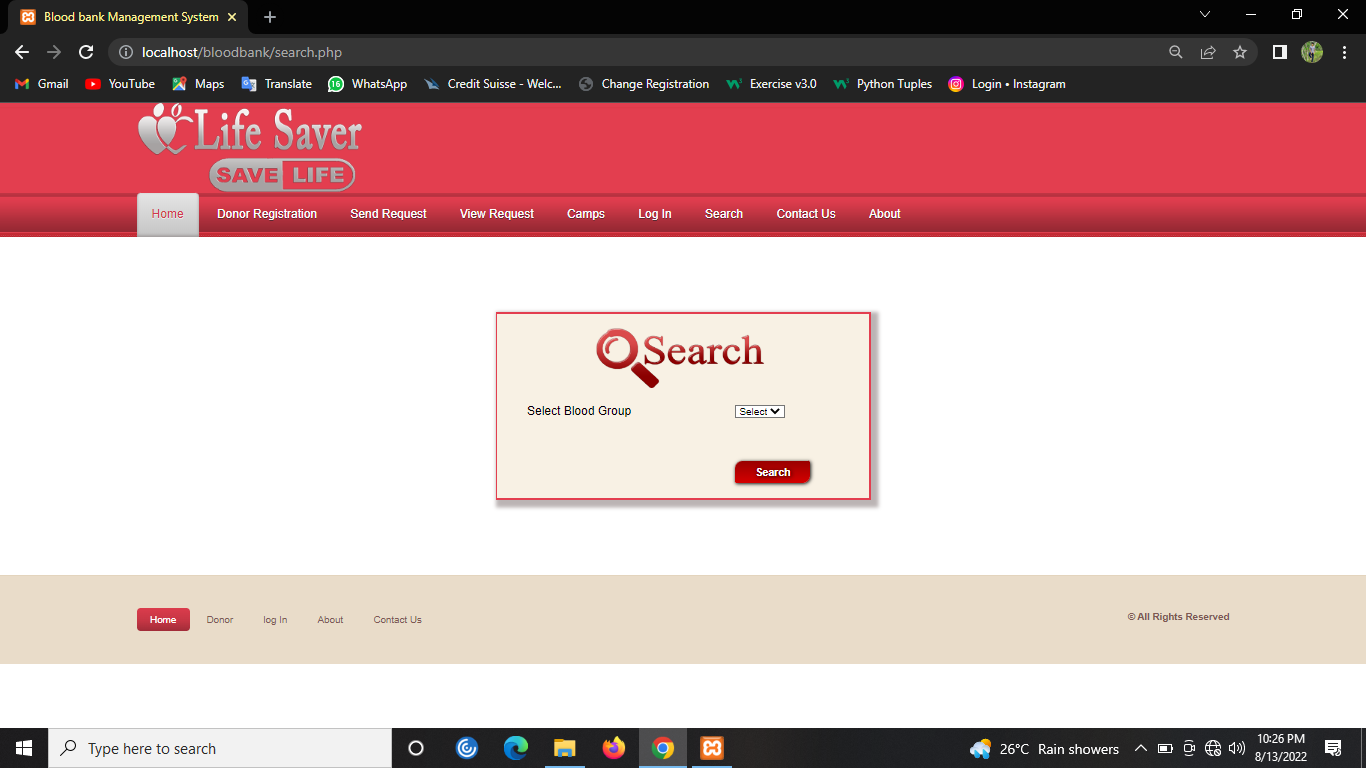 Blood bank Management System
localhost/bloodbank/search.php
Gmail YouTube Maps Translate 16 WhatsApp Credit Suisse - Welc... Change Registration Exercise v3.0 Python Tuples Login • Instagram
Life Saver
SAVE LIFE
Home Donor Registration Send Request View Request Camps Log In Search Contact Us About
Search
Select Blood Group Select
Search
Home Donor log In About Contact Us © All Rights Reserved
Type here to search 26°C Rain showers 10:26 PM
8/13/2022